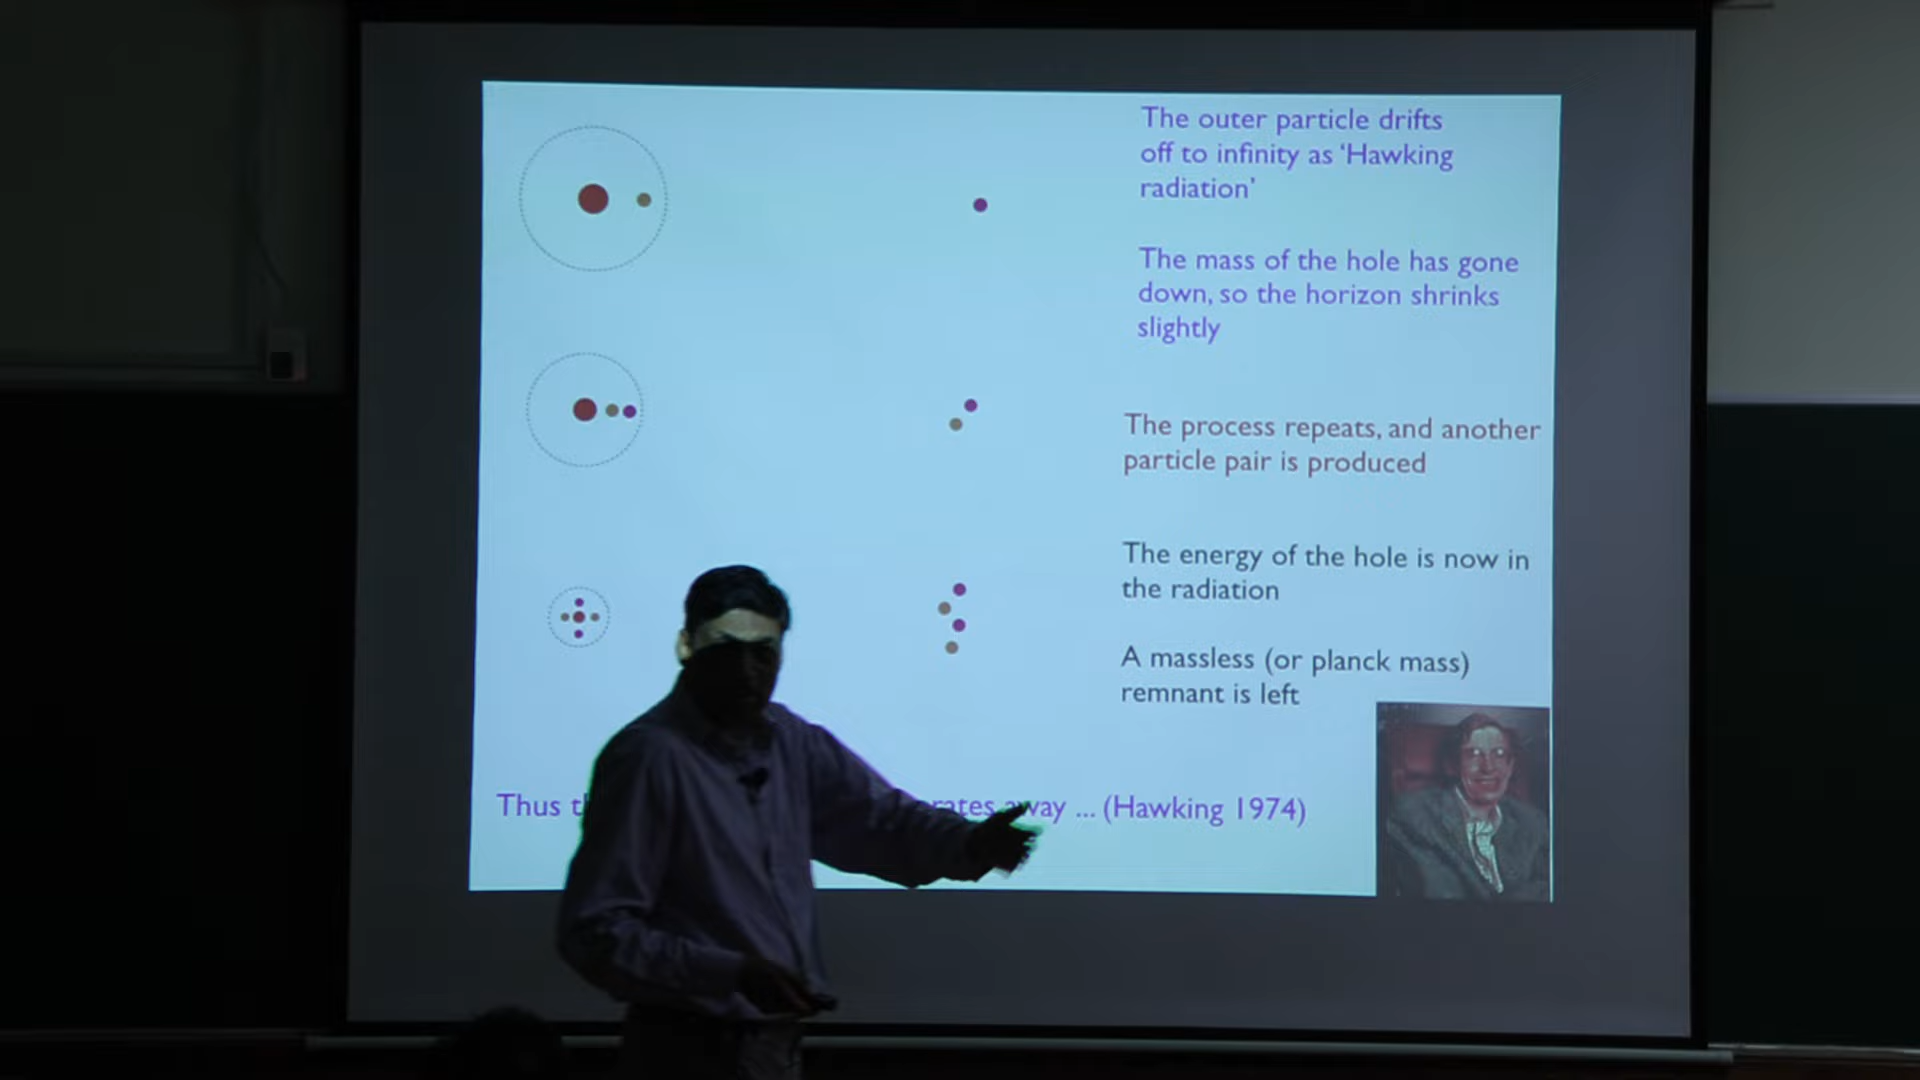 The outer particle drifts
off to infinity as ‘Hawking
radiation’
The mass of the hole has gone
down, so the horizon shrinks
slightly
The process repeats, and another
particle pair is produced
The energy of the hole is now in
the radiation
A massless (or planck mass)
remnant is left
Thus away ... (Hawking 1974)